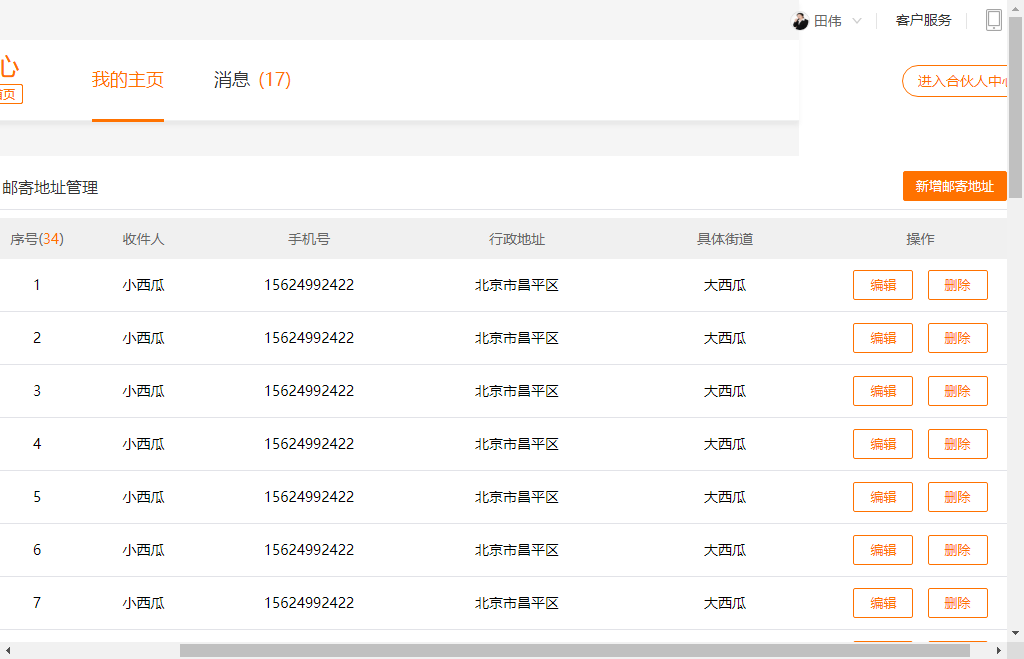 田伟 客户服务
心 我的主页 消息 (17) 进入合伙人中心
首页
邮寄地址管理 新增邮寄地址
序号(34) 收件人 手机号 行政地址 具体街道 操作
1 小西瓜 15624992422 北京市昌平区 大西瓜 编辑 删除
2 小西瓜 15624992422 北京市昌平区 大西瓜 编辑 删除
3 小西瓜 15624992422 北京市昌平区 大西瓜 编辑 删除
4 小西瓜 15624992422 北京市昌平区 大西瓜 编辑 删除
5 小西瓜 15624992422 北京市昌平区 大西瓜 编辑 删除
6 小西瓜 15624992422 北京市昌平区 大西瓜 编辑 删除
7 小西瓜 15624992422 北京市昌平区 大西瓜 编辑 删除